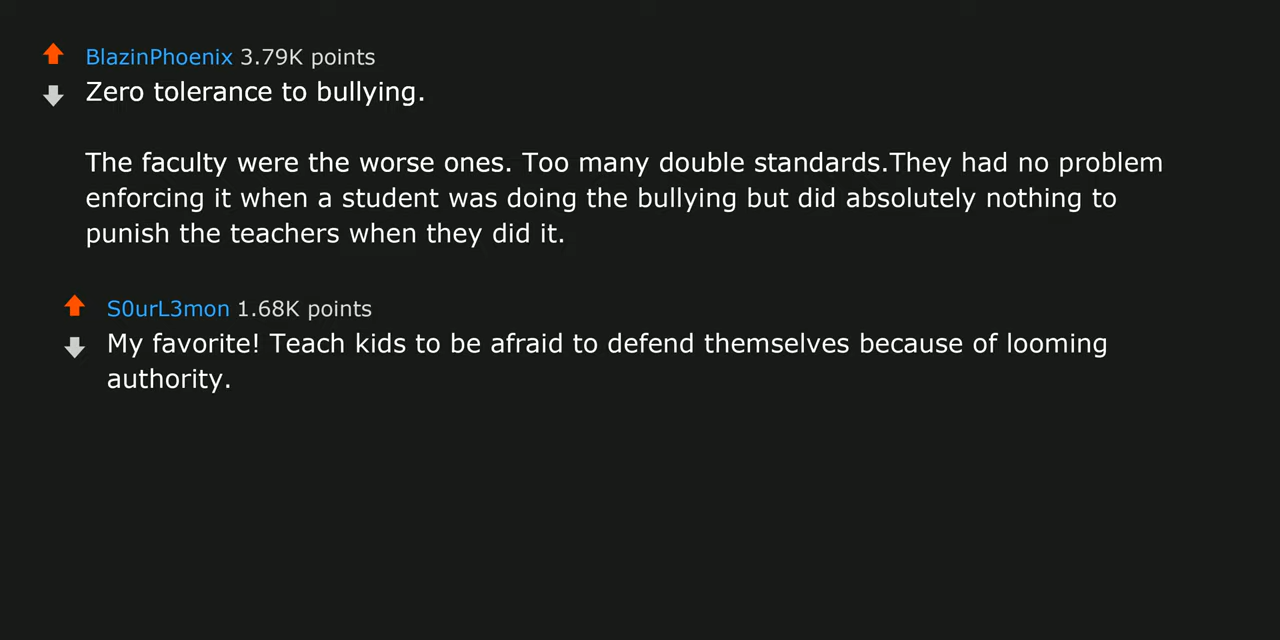 BlazinPhoenix 3.79K points
Zero tolerance to bullying.
The faculty were the worse ones. Too many double standards.They had no problem
enforcing it when a student was doing the bullying but did absolutely nothing to
punish the teachers when they did it.
S0urL3mon 1.68K points
My favorite! Teach kids to be afraid to defend themselves because of looming
authority.